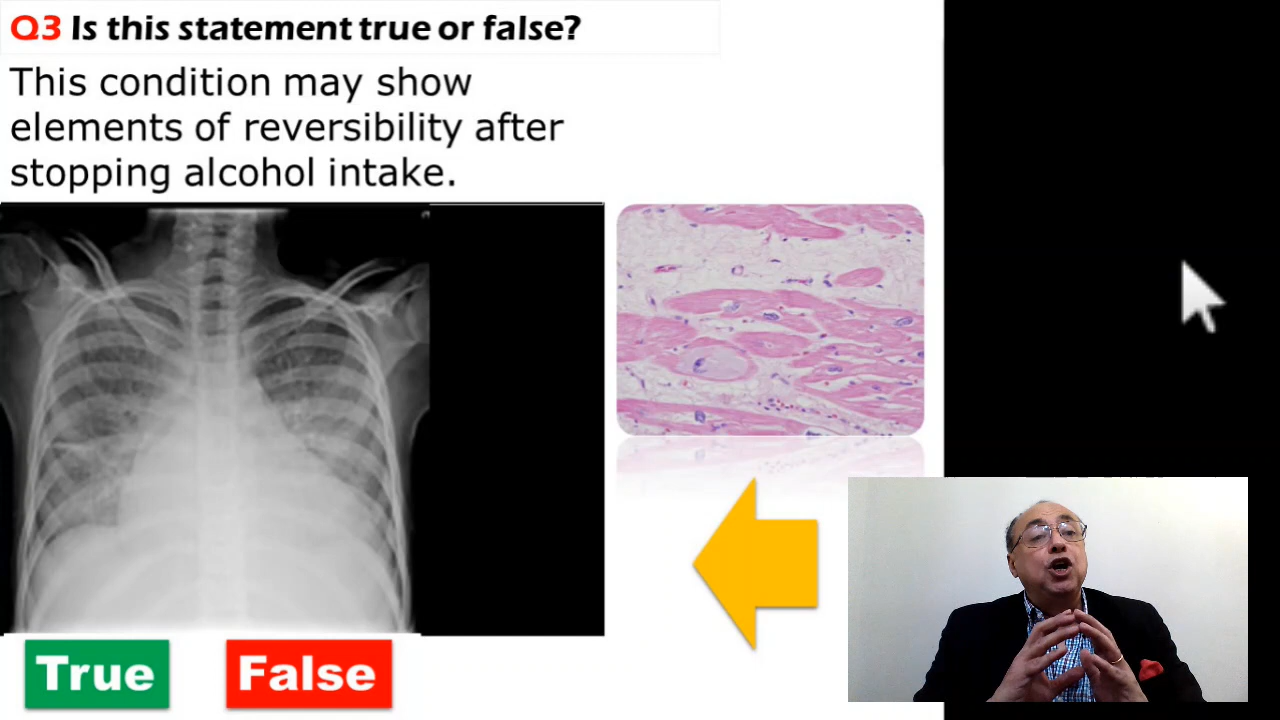 Q3 Is this statement true or false?
This condition may show
elements of reversibility after
stopping alcohol intake.
True
False